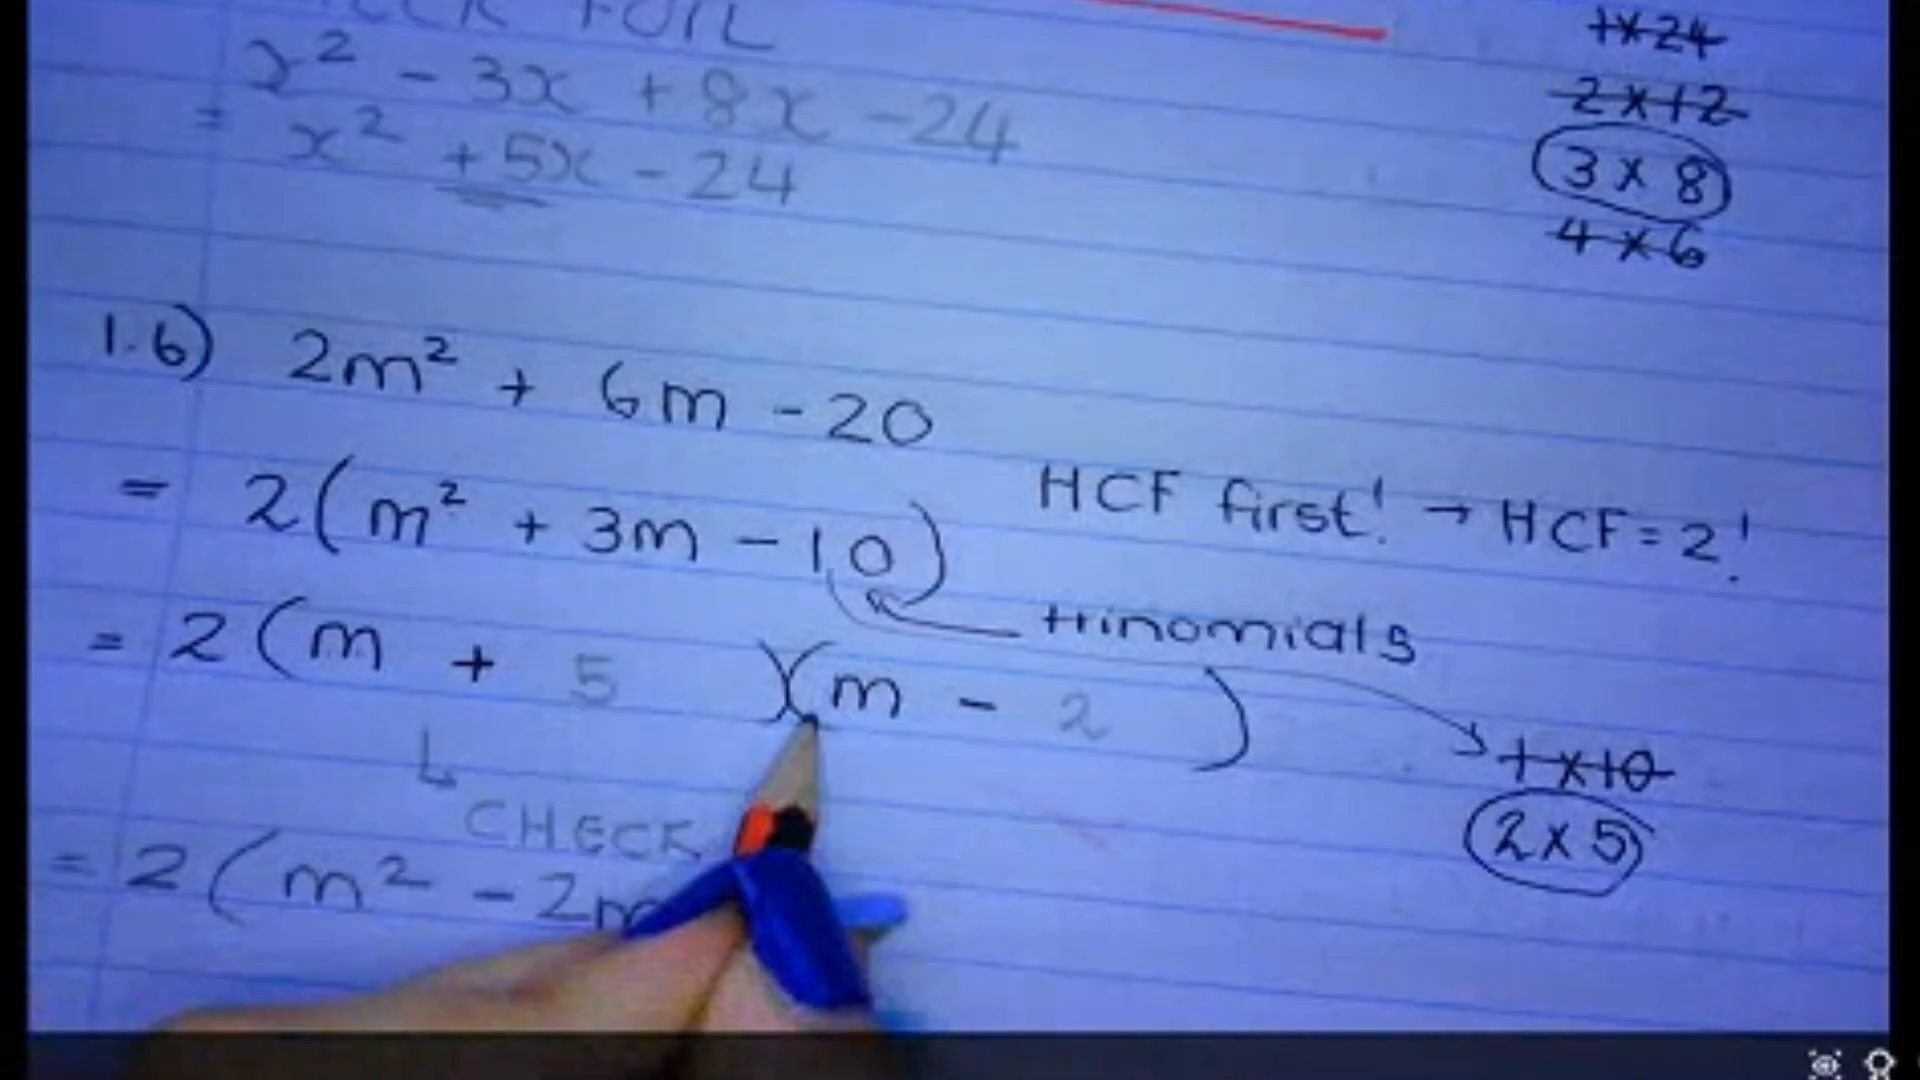 FOIL
x² - 3x + 8x - 24
= x² + 5x - 24
1 x 24
2 x 12
3 x 8
4 x 6
1.6) 2m² + 6m - 20
= 2(m² + 3m - 10)
HCF first! → HCF = 2!
trinomials
= 2(m + 5)(m - 2)
1 x 10
2 x 5
CHECK
= 2(m² - 2m